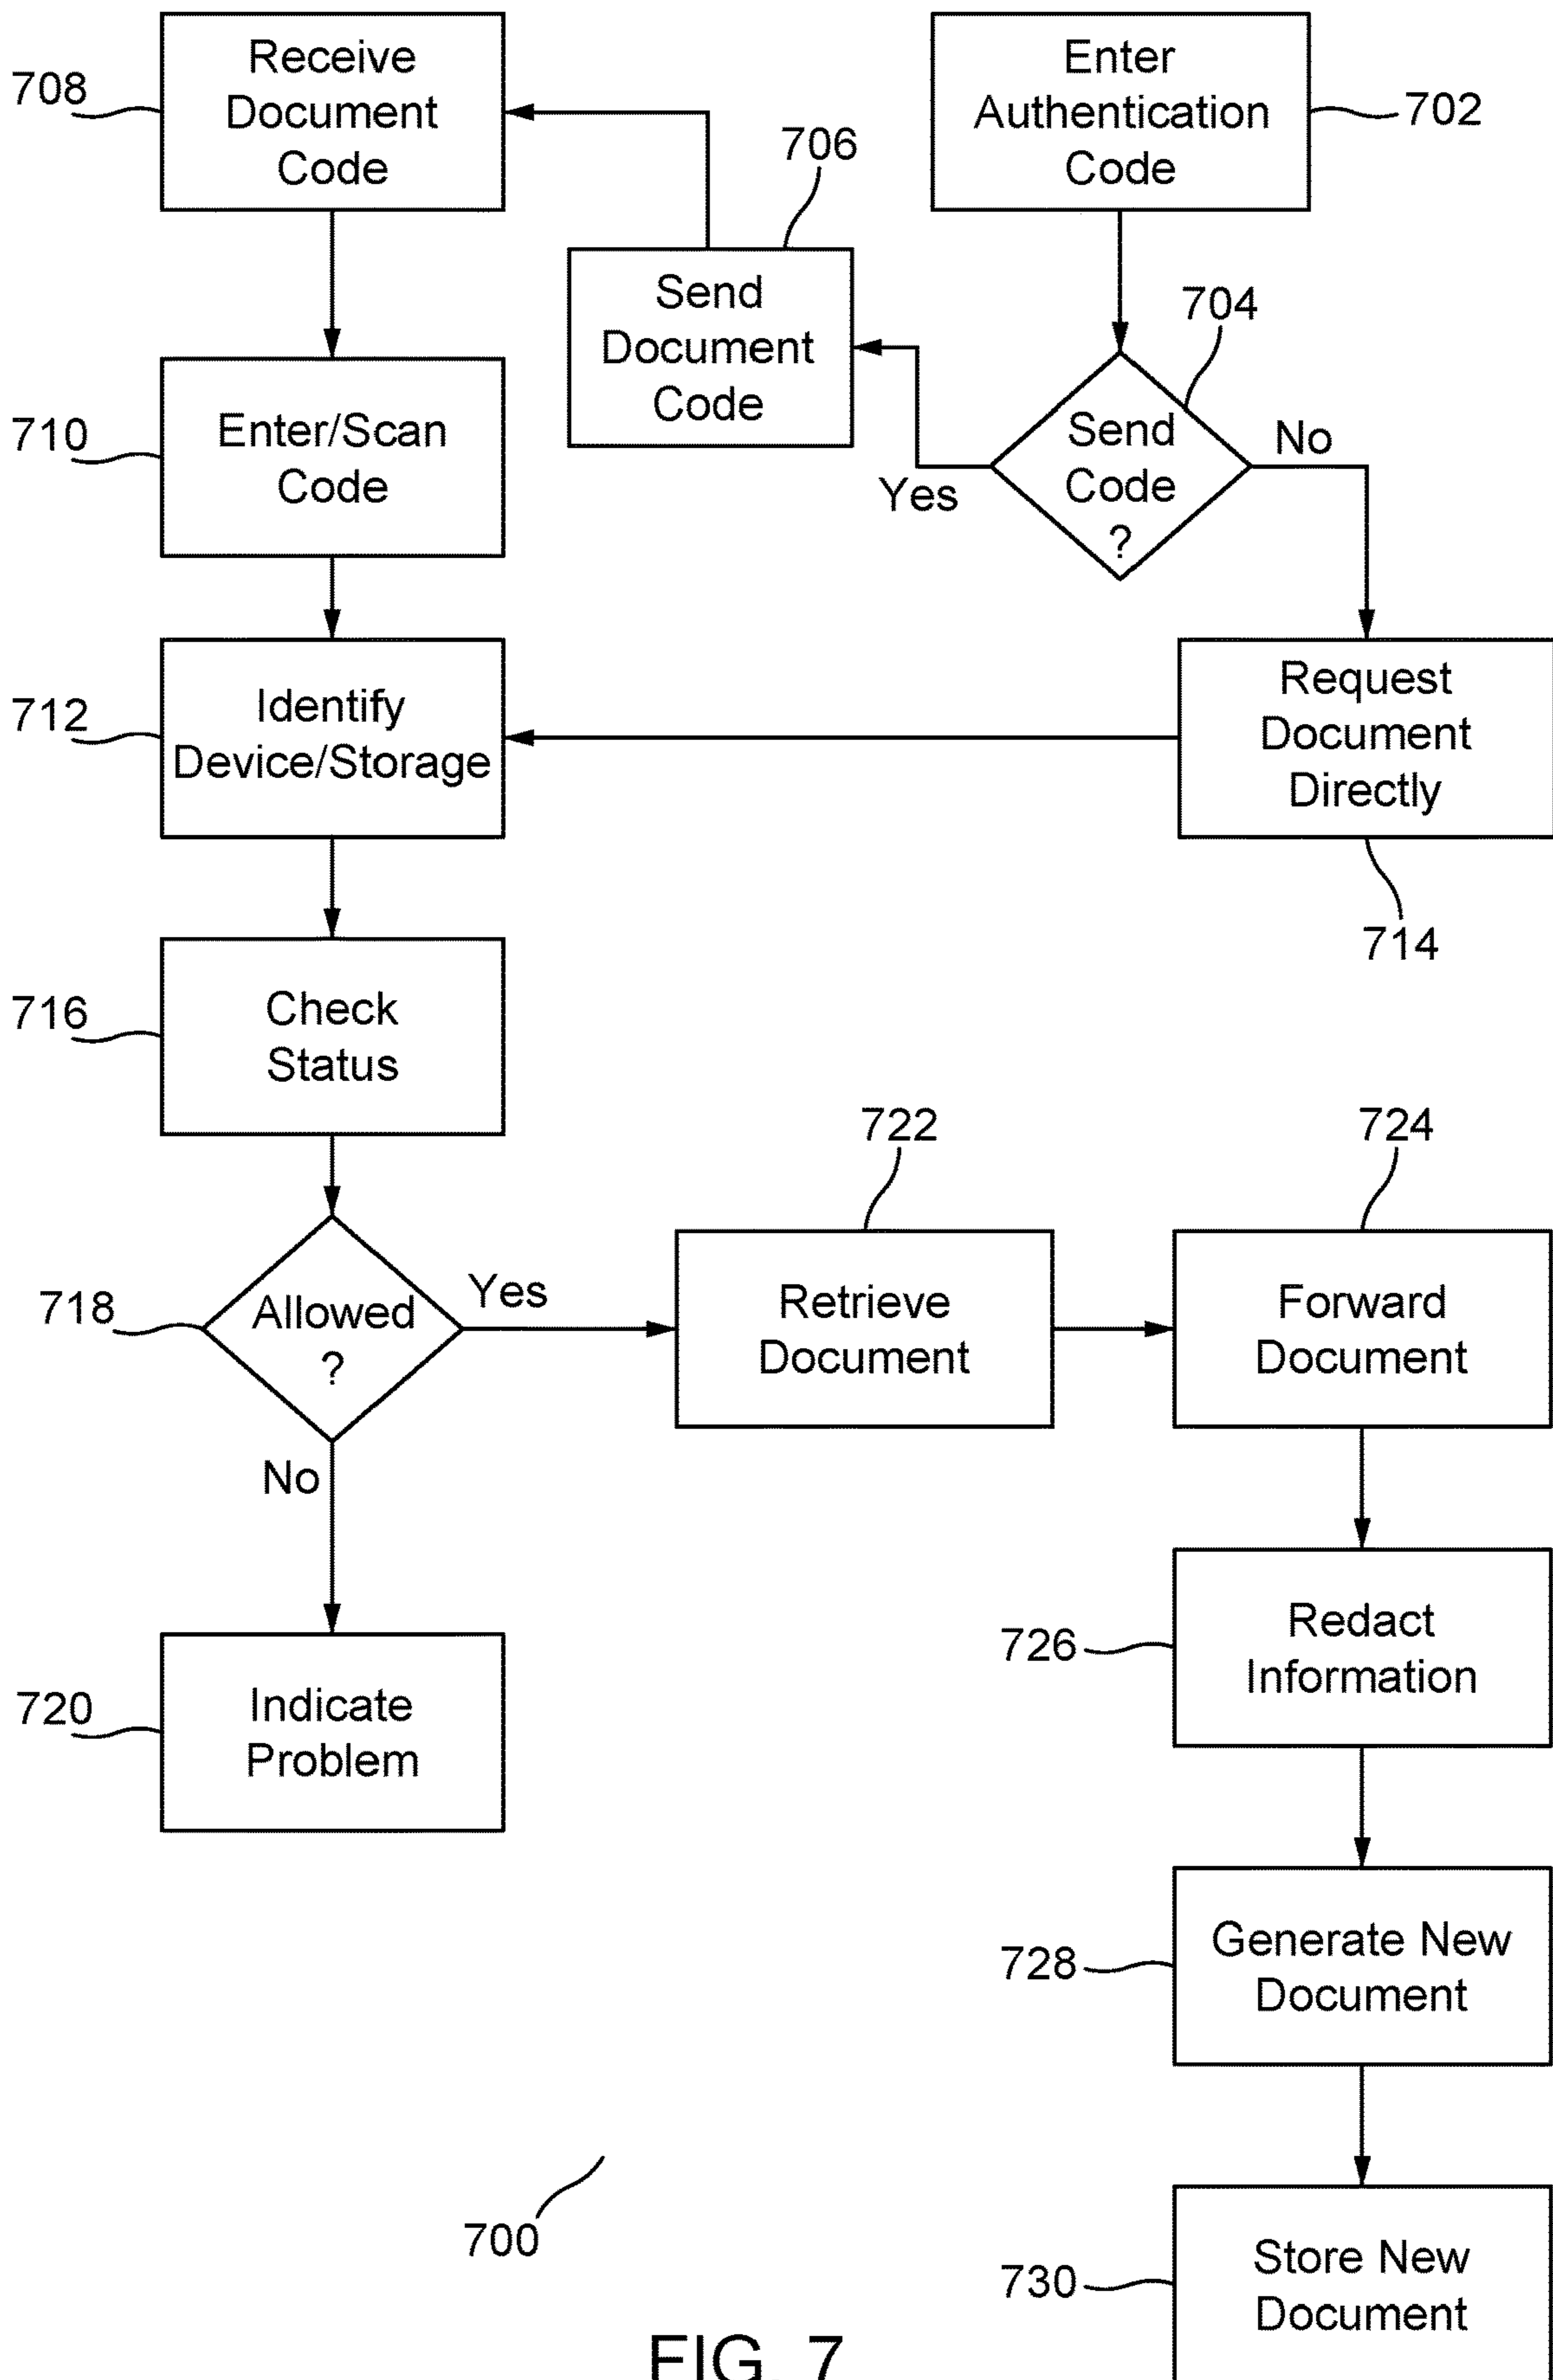 Receive
Document
Code
708
Enter
Authentication
Code
702
706
Send
Document
Code
704
Send
Code
?
Yes
No
710
Enter/Scan
Code
712
Identify
Device/Storage
Request
Document
Directly
714
716
Check
Status
718
Allowed
?
Yes
No
722
Retrieve
Document
724
Forward
Document
720
Indicate
Problem
726
Redact
Information
728
Generate New
Document
730
Store New
Document
700
FIG. 7